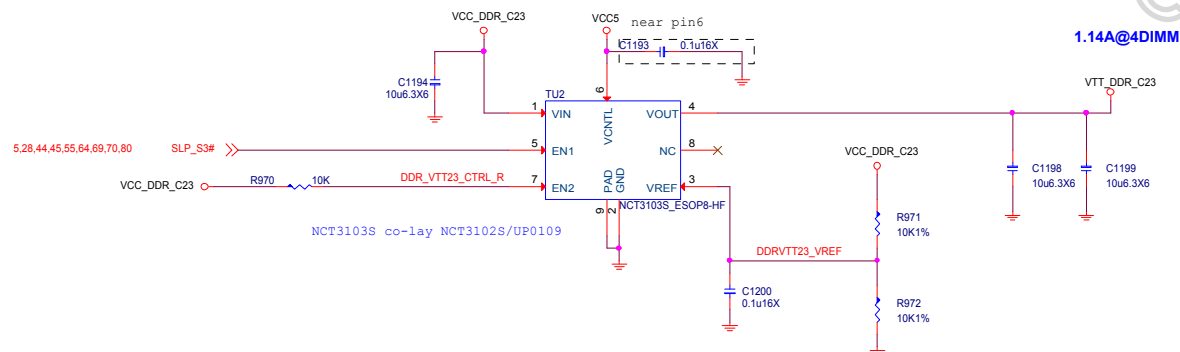 VCC_DDR_C23
VCC5
near pin6
1.14A@4DIMM
C1193
0.1u16X
C1194
10u6.3X6
VTT_DDR_C23
TU2
6
1
VIN
VCNTL
VOUT
4
5,28,44,45,55,64,69,70,80
SLP_S3#
5
EN1
NC
8
VCC_DDR_C23
VCC_DDR_C23
R970
10K
DDR_VTT23_CTRL_R
7
EN2
PAD
GND
VREF
3
C1198
10u6.3X6
C1199
10u6.3X6
9
2
NCT3103S_ESOP8-HF
R971
10K1%
NCT3103S co-lay NCT3102S/UP0109
DDRVTT23_VREF
C1200
0.1u16X
R972
10K1%